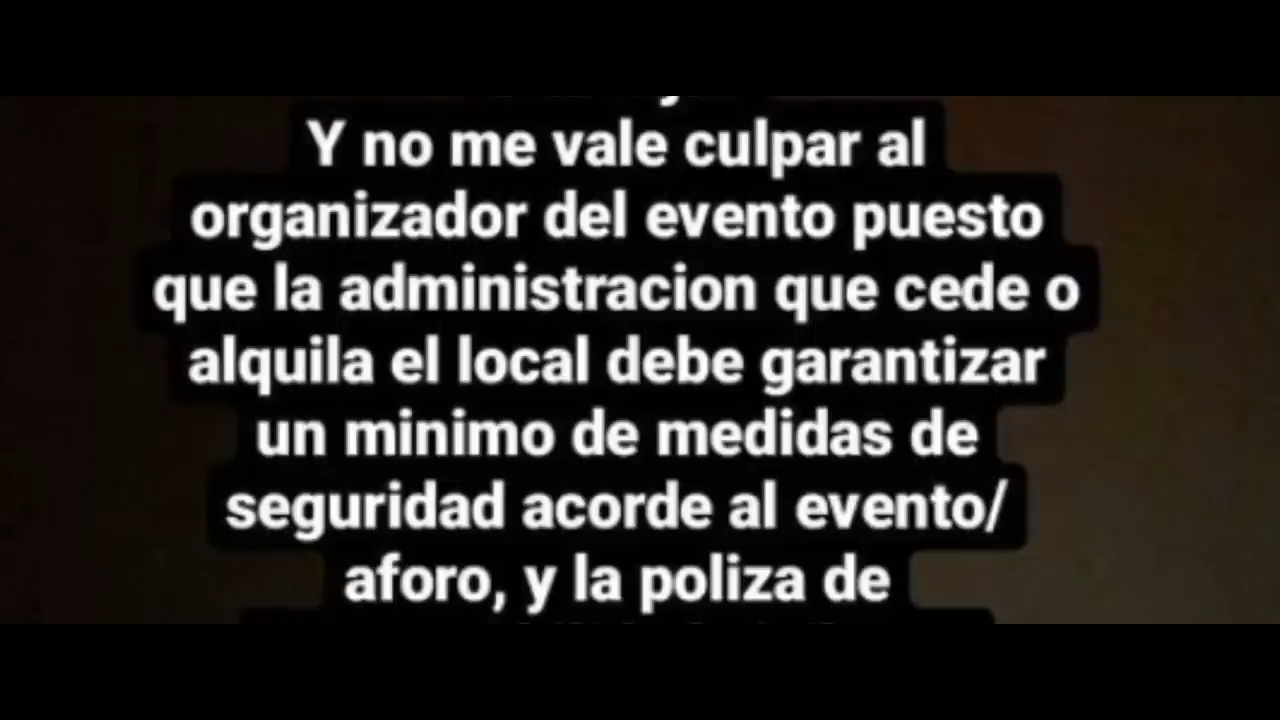 Y no me vale culpar al
organizador del evento puesto
que la administracion que cede o
alquila el local debe garantizar
un minimo de medidas de
seguridad acorde al evento/
aforo, y la poliza de